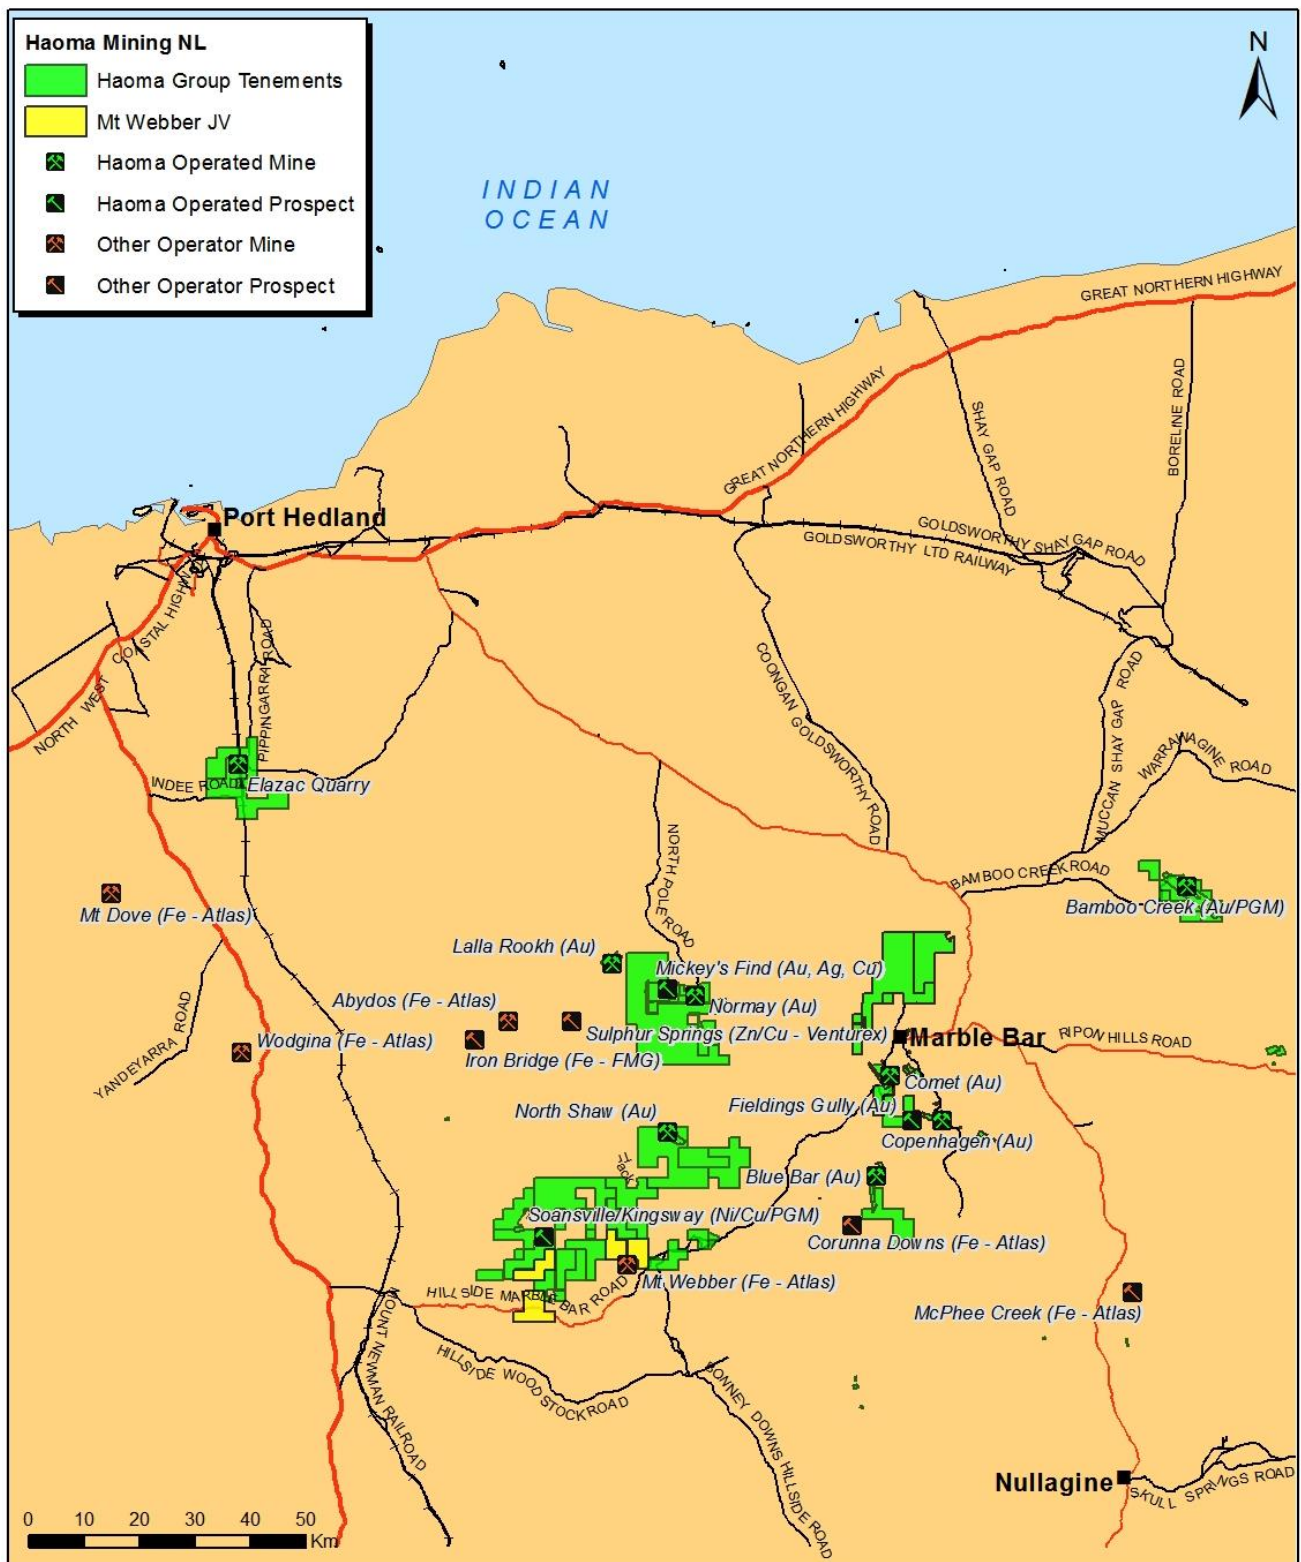 Haoma Mining NL
Haoma Group Tenements
Mt Webber JV
Haoma Operated Mine
Haoma Operated Prospect
Other Operator Mine
Other Operator Prospect
N
INDIAN
OCEAN
GREAT NORTHERN HIGHWAY
GREAT NORTHERN HIGHWAY
SHAY GAP ROAD
BORELINE ROAD
Port Hedland
GOLDSWORTHY SHAY GAP ROAD
GOLDSWORTHY LTD RAILWAY
NORTH WEST COASTAL HIGHWAY
PIPPINGARRA ROAD
COONGAN GOLDSWORTHY ROAD
MUCCAN SHAY GAP ROAD
WARRAWAGINE ROAD
INDEE ROAD
Elazac Quarry
NORTH POLE ROAD
BAMBOO CREEK ROAD
Mt Dove (Fe - Atlas)
Bamboo Creek (Au/PGM)
Lalla Rookh (Au)
Mickey's Find (Au, Ag, Cu)
Abydos (Fe - Atlas)
Normay (Au)
YANDEYARRA ROAD
Wodgina (Fe - Atlas)
Sulphur Springs (Zn/Cu - Venturex)
Marble Bar
RIPON HILLS ROAD
Iron Bridge (Fe - FMG)
Comet (Au)
North Shaw (Au)
Fieldings Gully (Au)
Copenhagen (Au)
Track
Blue Bar (Au)
Soansville/Kingsway (Ni/Cu/PGM)
Corunna Downs (Fe - Atlas)
Mt Webber (Fe - Atlas)
HILLSIDE MARBLE BAR ROAD
McPhee Creek (Fe - Atlas)
MOUNT NEWMAN RAILROAD
HILLSIDE WOODSTOCK ROAD
BONNEY DOWNS HILLSIDE ROAD
Nullagine
SKULL SPRINGS ROAD
0 10 20 30 40 50
Km